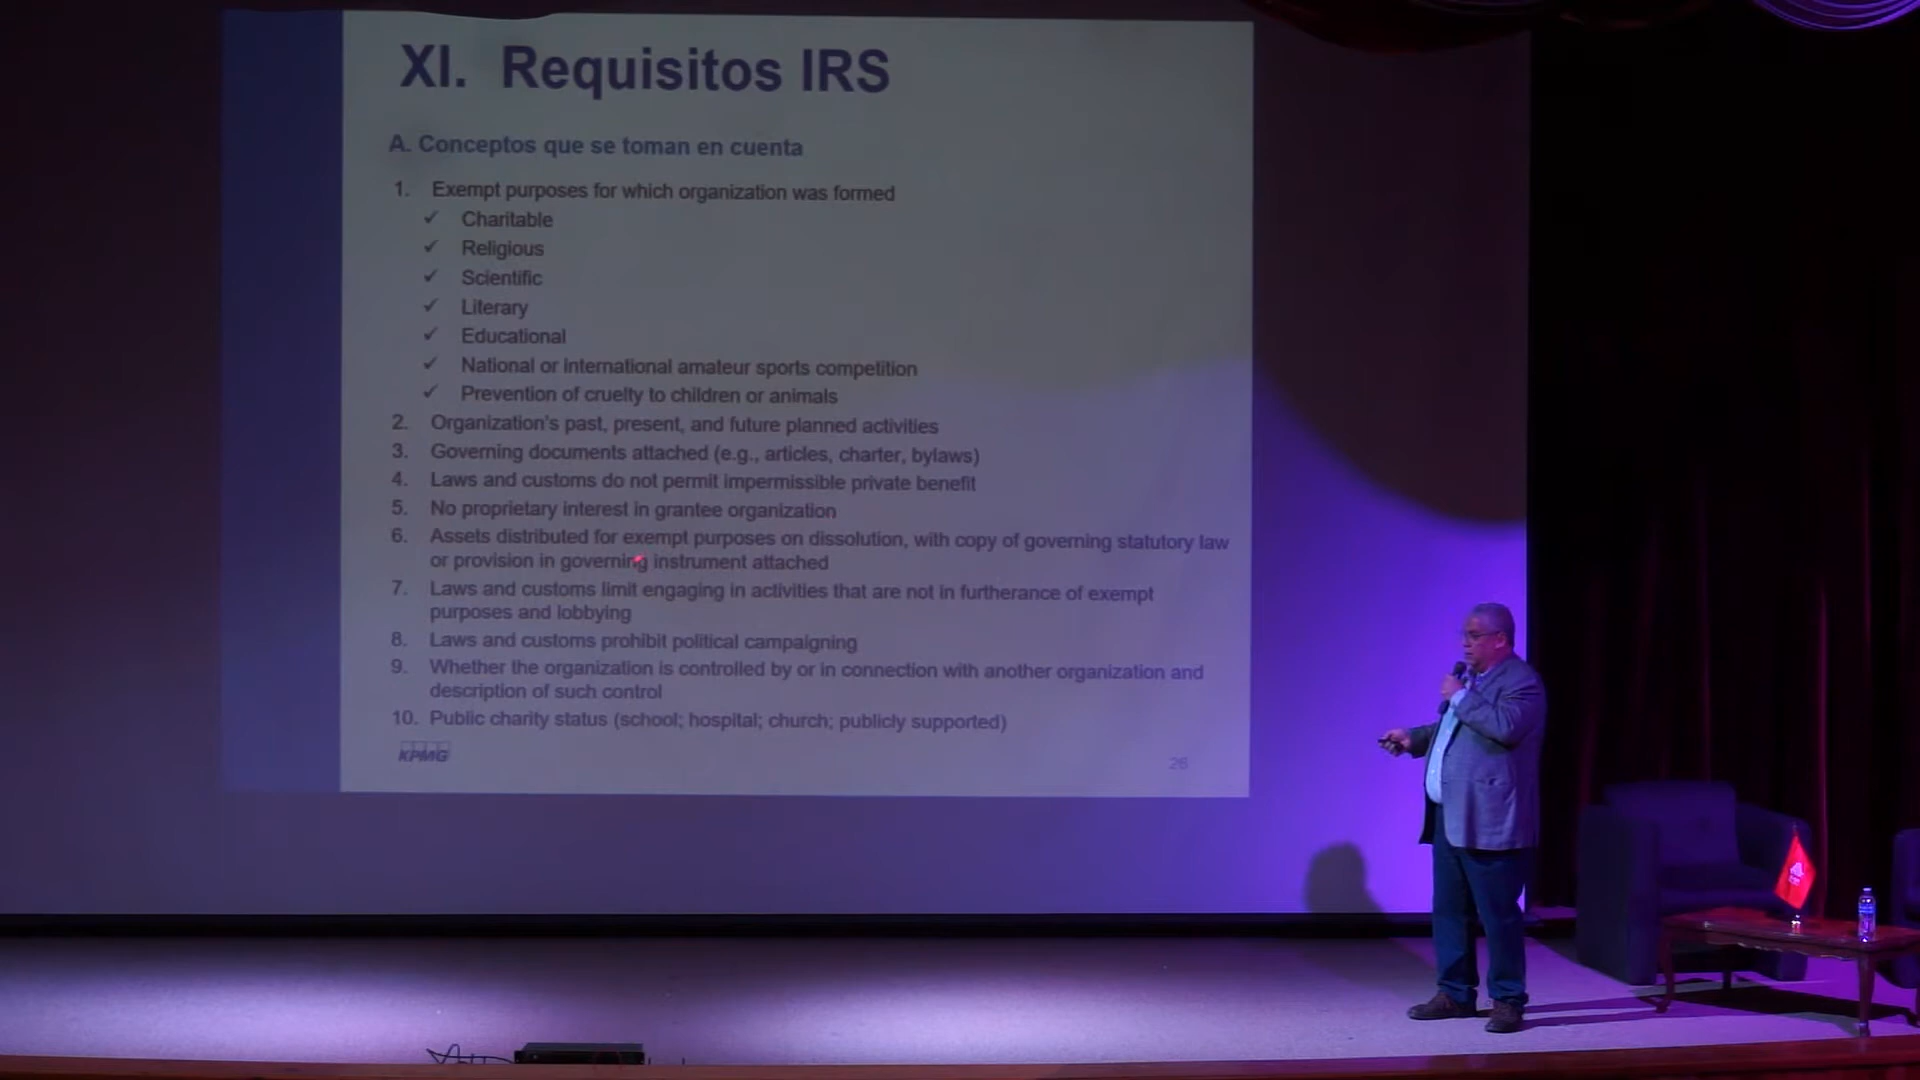 XI. Requisitos IRS
A. Conceptos que se toman en cuenta
1. Exempt purposes for which organization was formed
✓ Charitable
✓ Religious
✓ Scientific
✓ Literary
✓ Educational
✓ National or international amateur sports competition
✓ Prevention of cruelty to children or animals
2. Organization's past, present, and future planned activities
3. Governing documents attached (e.g., articles, charter, bylaws)
4. Laws and customs do not permit impermissible private benefit
5. No proprietary interest in grantee organization
6. Assets distributed for exempt purposes on dissolution, with copy of governing statutory law
or provision in governing instrument attached
7. Laws and customs limit engaging in activities that are not in furtherance of exempt
purposes and lobbying
8. Laws and customs prohibit political campaigning
9. Whether the organization is controlled by or in connection with another organization and
description of such control
10. Public charity status (school; hospital; church; publicly supported)
KPMG
26